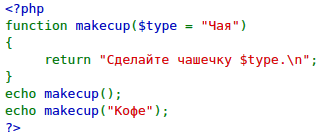 <?php
function makecup($type = "Чая")
{
     return "Сделайте чашечку $type.\n";
}
echo makecup();
echo makecup("Кофе");
?>